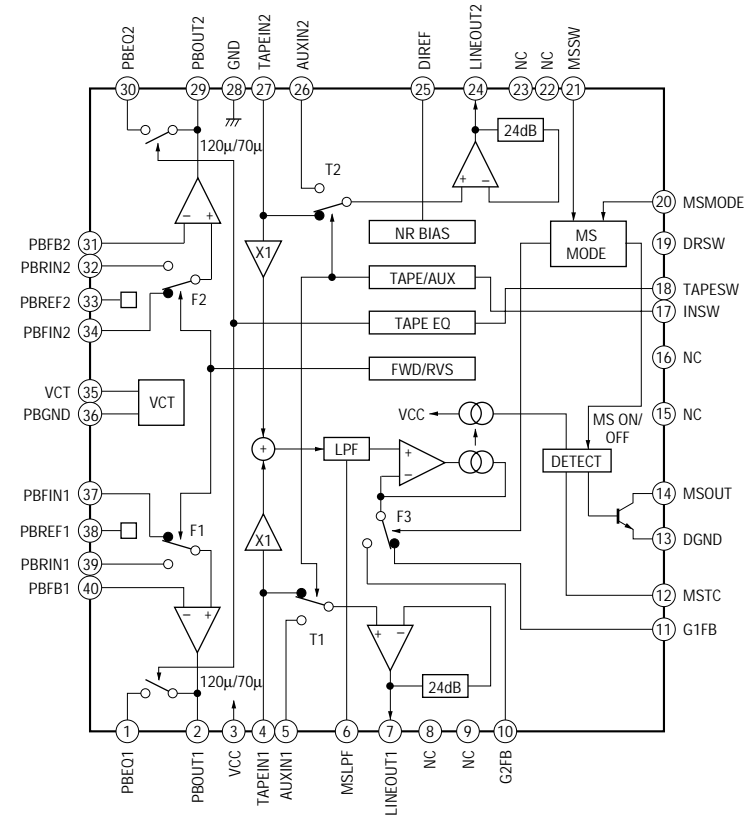 PBEQ2
PBOUT2
GND
TAPEIN2
AUXIN2
DIREF
LINEOUT2
NC
NC
MSSW
30
29
28
27
26
25
24
23
22
21
120µ/70µ
T2
24dB
+
−
−
+
20 MSMODE
NR BIAS
MS
MODE
PBFB2 31
19 DRSW
X1
PBRIN2 32
TAPE/AUX
18 TAPESW
PBREF2 33
F2
17 INSW
TAPE EQ
PBFIN2 34
16 NC
FWD/RVS
VCT 35
VCT
PBGND 36
VCC
15 NC
MS ON/
OFF
+
LPF
+
−
DETECT
PBFIN1 37
14 MSOUT
F1
F3
PBREF1 38
X1
13 DGND
PBRIN1 39
PBFB1 40
12 MSTC
−
+
T1
+
−
11 G1FB
120µ/70µ
24dB
1
2
3
4
5
6
7
8
9
10
PBEQ1
PBOUT1
VCC
TAPEIN1
AUXIN1
MSLPF
LINEOUT1
NC
NC
G2FB